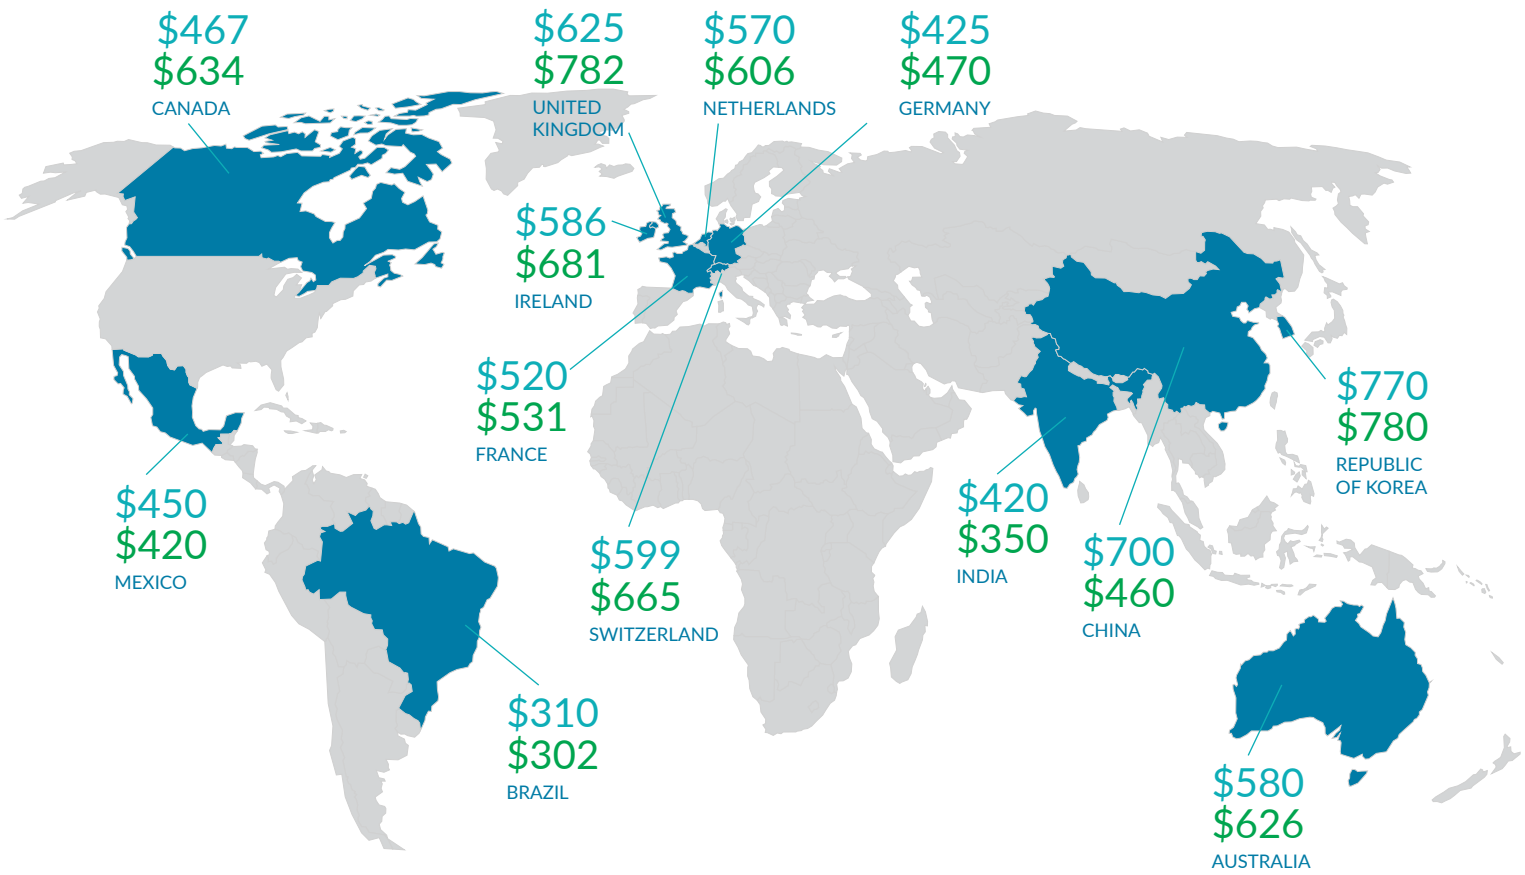 $467
$634
CANADA
$625
$782
UNITED
KINGDOM
$570
$606
NETHERLANDS
$425
$470
GERMANY
$586
$681
IRELAND
$520
$531
FRANCE
$770
$780
REPUBLIC
OF KOREA
$450
$420
MEXICO
$599
$665
SWITZERLAND
$420
$350
INDIA
$700
$460
CHINA
$310
$302
BRAZIL
$580
$626
AUSTRALIA